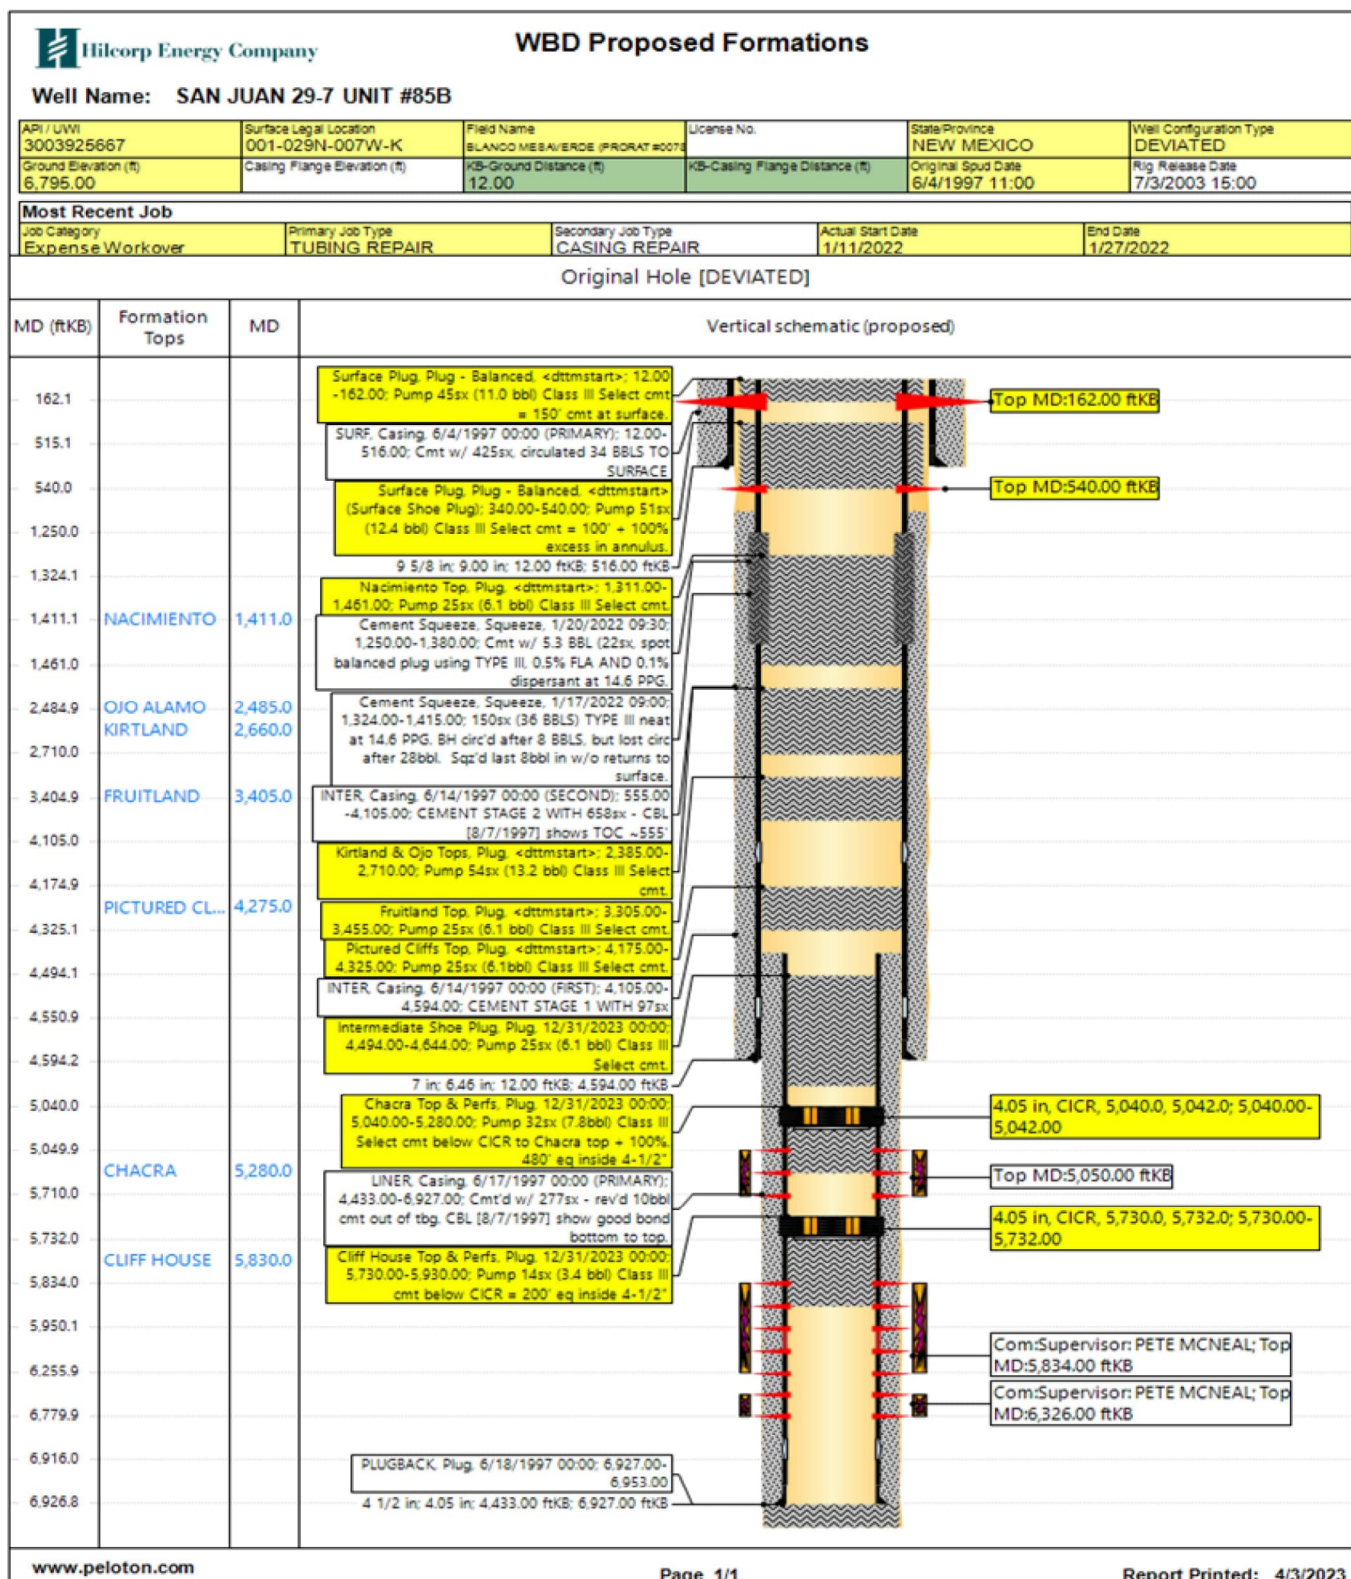 Hilcorp Energy Company
WBD Proposed Formations
Well Name: SAN JUAN 29-7 UNIT #85B
API / UWI
3003925667
Surface Legal Location
001-029N-007W-K
Field Name
BLANCO MESAVERDE (PRORAT #0078
License No.
State/Province
NEW MEXICO
Well Configuration Type
DEVIATED
Ground Elevation (ft)
6,795.00
Casing Flange Elevation (ft)
KB-Ground Distance (ft)
12.00
KB-Casing Flange Distance (ft)
Original Spud Date
6/4/1997 11:00
Rig Release Date
7/3/2003 15:00
Most Recent Job
Job Category
Expense Workover
Primary Job Type
TUBING REPAIR
Secondary Job Type
CASING REPAIR
Actual Start Date
1/11/2022
End Date
1/27/2022
Original Hole [DEVIATED]
MD (ftKB)
Formation
Tops
MD
Vertical schematic (proposed)
162.1
515.1
540.0
1,250.0
1,324.1
1,411.1
1,461.0
2,484.9
2,710.0
3,404.9
4,105.0
4,174.9
4,325.1
4,494.1
4,550.9
4,594.2
5,040.0
5,049.9
5,710.0
5,732.0
5,834.0
5,950.1
6,255.9
6,779.9
6,916.0
6,926.8
NACIMIENTO 1,411.0
OJO ALAMO 2,485.0
KIRTLAND 2,660.0
FRUITLAND 3,405.0
PICTURED CL... 4,275.0
CHACRA 5,280.0
CLIFF HOUSE 5,830.0
Surface Plug, Plug - Balanced, <dttmstart>; 12.00
-162.00; Pump 45sx (11.0 bbl) Class III Select cmt
= 150' cmt at surface.
SURF, Casing, 6/4/1997 00:00 (PRIMARY); 12.00-
516.00; Cmt w/ 425sx, circulated 34 BBLS TO
SURFACE
Surface Plug, Plug - Balanced, <dttmstart>
(Surface Shoe Plug); 340.00-540.00; Pump 51sx
(12.4 bbl) Class III Select cmt = 100' + 100%
excess in annulus.
9 5/8 in; 9.00 in; 12.00 ftKB; 516.00 ftKB
Nacimiento Top, Plug, <dttmstart>; 1,311.00-
1,461.00; Pump 25sx (6.1 bbl) Class III Select cmt.
Cement Squeeze, Squeeze, 1/20/2022 09:30;
1,250.00-1,380.00; Cmt w/ 5.3 BBL (22sx, spot
balanced plug using TYPE III, 0.5% FLA AND 0.1%
dispersant at 14.6 PPG.
Cement Squeeze, Squeeze, 1/17/2022 09:00;
1,324.00-1,415.00; 150sx (36 BBLS) TYPE III neat
at 14.6 PPG. BH circ'd after 8 BBLS, but lost circ
after 28bbl. Sqz'd last 8bbl in w/o returns to
surface.
INTER, Casing, 6/14/1997 00:00 (SECOND); 555.00
-4,105.00; CEMENT STAGE 2 WITH 658sx - CBL
[8/7/1997] shows TOC ~555'
Kirtland & Ojo Tops, Plug, <dttmstart>; 2,385.00-
2,710.00; Pump 54sx (13.2 bbl) Class III Select
cmt.
Fruitland Top, Plug, <dttmstart>; 3,305.00-
3,455.00; Pump 25sx (6.1 bbl) Class III Select cmt.
Pictured Cliffs Top, Plug, <dttmstart>; 4,175.00-
4,325.00; Pump 25sx (6.1bbl) Class III Select cmt.
INTER, Casing, 6/14/1997 00:00 (FIRST); 4,105.00-
4,594.00; CEMENT STAGE 1 WITH 97sx
Intermediate Shoe Plug, Plug, 12/31/2023 00:00;
4,494.00-4,644.00; Pump 25sx (6.1 bbl) Class III
Select cmt.
7 in; 6.46 in; 12.00 ftKB; 4,594.00 ftKB
Chacra Top & Perfs, Plug, 12/31/2023 00:00;
5,040.00-5,280.00; Pump 32sx (7.8bbl) Class III
Select cmt below CICR to Chacra top + 100%.
480' eq inside 4-1/2"
LINER, Casing, 6/17/1997 00:00 (PRIMARY);
4,433.00-6,927.00; Cmt'd w/ 277sx - rev'd 10bbl
cmt out of tbg. CBL [8/7/1997] show good bond
bottom to top.
Cliff House Top & Perfs, Plug, 12/31/2023 00:00;
5,730.00-5,930.00; Pump 14sx (3.4 bbl) Class III
cmt below CICR = 200' eq inside 4-1/2"
PLUGBACK, Plug, 6/18/1997 00:00; 6,927.00-
6,953.00
4 1/2 in; 4.05 in; 4,433.00 ftKB; 6,927.00 ftKB
Top MD:162.00 ftKB
Top MD:540.00 ftKB
4.05 in, CICR, 5,040.0, 5,042.0; 5,040.00-
5,042.00
Top MD:5,050.00 ftKB
4.05 in, CICR, 5,730.0, 5,732.0; 5,730.00-
5,732.00
Com:Supervisor: PETE MCNEAL; Top
MD:5,834.00 ftKB
Com:Supervisor: PETE MCNEAL; Top
MD:6,326.00 ftKB
www.peloton.com
Page 1/1
Report Printed: 4/3/2023